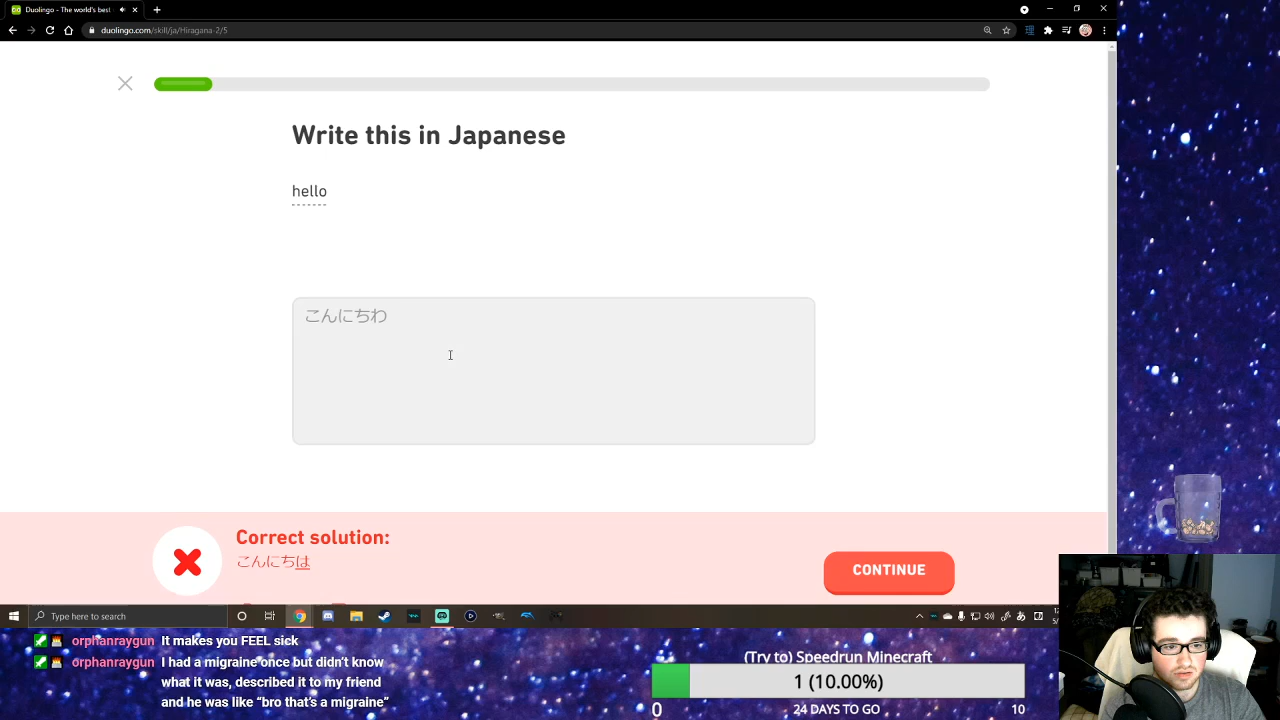 Duolingo - The world's best
duolingo.com/skill/ja/Hiragana-2/5
Write this in Japanese
hello
こんにちわ
Correct solution:
こんにちは
CONTINUE
Type here to search
orphanraygun It makes you FEEL sick
orphanraygun I had a migraine once but didn't know
what it was, described it to my friend
and he was like "bro that's a migraine"
(Try to) Speedrun Minecraft
1 (10.00%)
0 24 DAYS TO GO 10